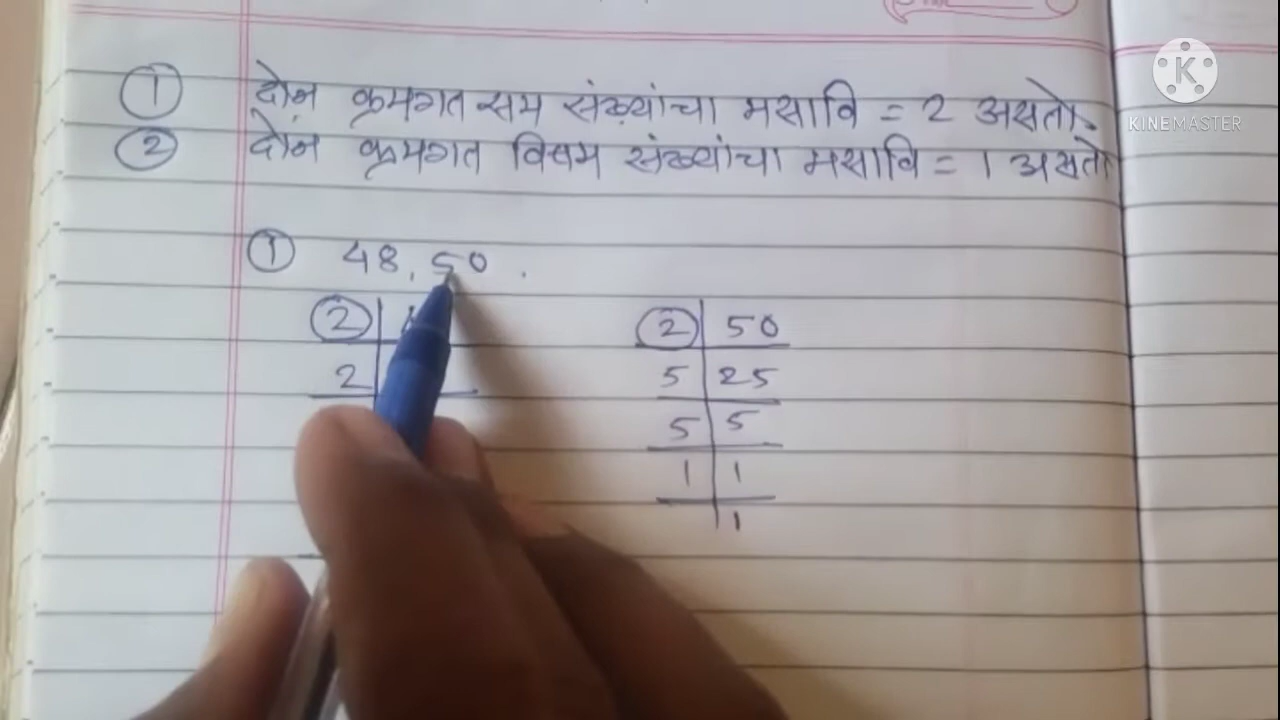 ① दोन क्रमगत सम संख्यांचा मसावि = 2 असतो.
② दोन क्रमगत विषम संख्यांचा मसावि = 1 असतो
① 48, 50.
2
2 50
2
5 25
5 5
1 1
1
KINEMASTER